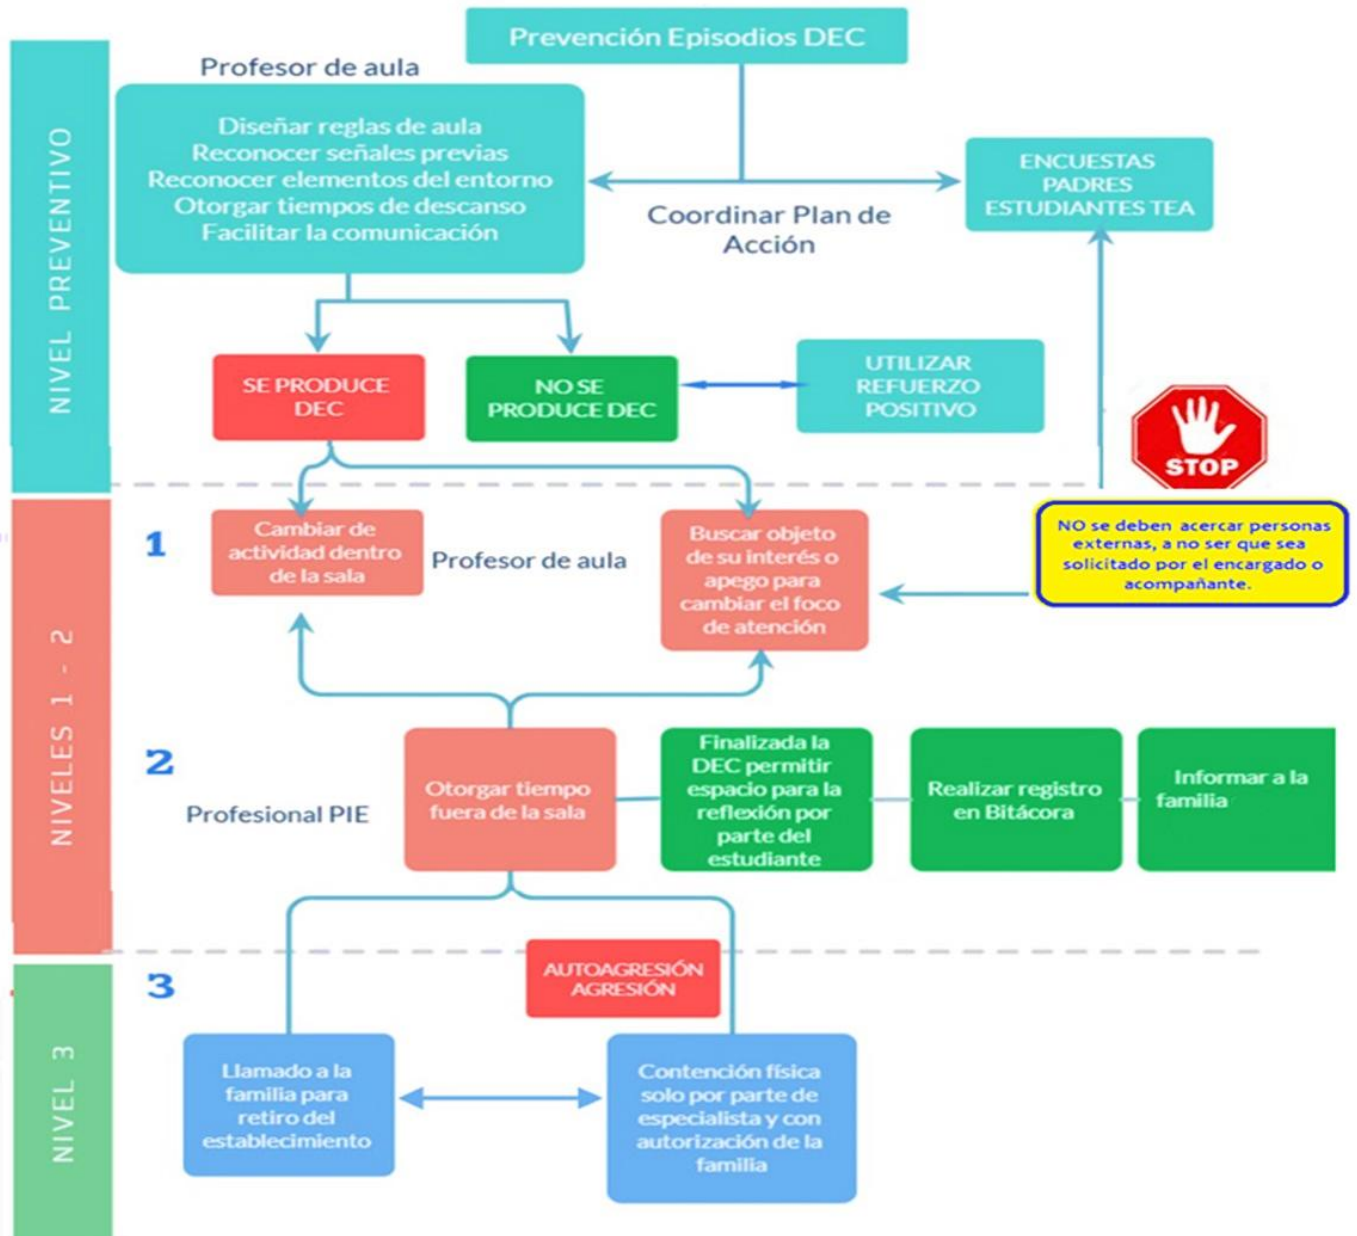 Prevención Episodios DEC
Profesor de aula
NIVEL PREVENTIVO
Diseñar reglas de aula
Reconocer señales previas
Reconocer elementos del entorno
Otorgar tiempos de descanso
Facilitar la comunicación
Coordinar Plan de
Acción
ENCUESTAS
PADRES
ESTUDIANTES TEA
SE PRODUCE
DEC
NO SE
PRODUCE DEC
UTILIZAR
REFUERZO
POSITIVO
STOP
NIVELES 1 - 2
1
Cambiar de
actividad dentro
de la sala
Profesor de aula
Buscar objeto
de su interés o
apego para
cambiar el foco
de atención
NO se deben acercar personas
externas, a no ser que sea
solicitado por el encargado o
acompañante.
2
Profesional PIE
Otorgar tiempo
fuera de la sala
Finalizada la
DEC permitir
espacio para la
reflexión por
parte del
estudiante
Realizar registro
en Bitácora
Informar a la
familia
NIVEL 3
3
AUTOAGRESIÓN
AGRESIÓN
Llamado a la
familia para
retiro del
establecimiento
Contención física
solo por parte de
especialista y con
autorización de la
familia